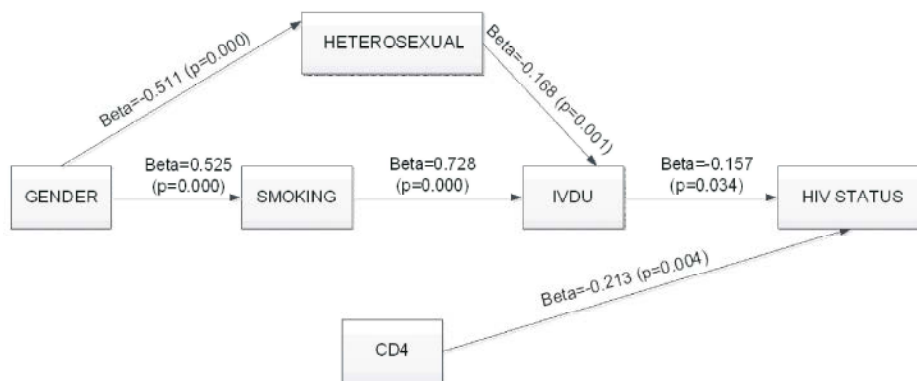 HETEROSEXUAL
Beta=-0.511 (p=0.000)
Beta=-0.168 (p=0.001)
Beta=0.525
(p=0.000)
Beta=0.728
(p=0.000)
Beta=-0.157
(p=0.034)
GENDER
SMOKING
IVDU
HIV STATUS
Beta=-0.213 (p=0.004)
CD4